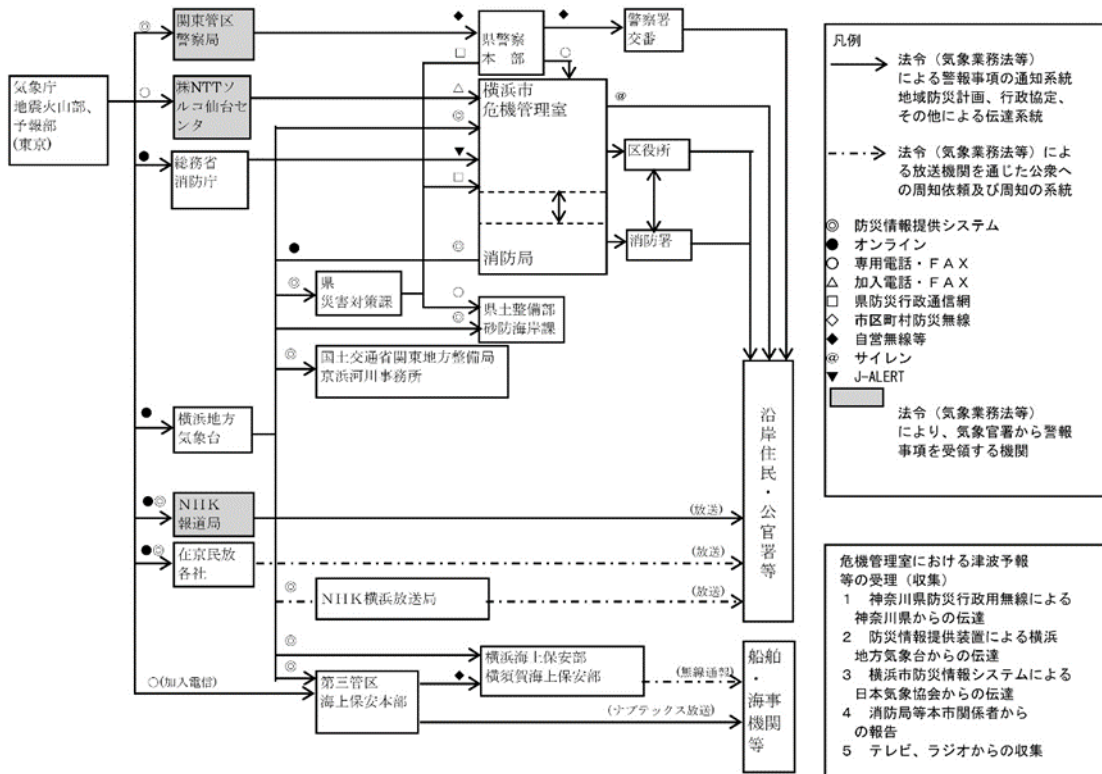 気象庁
地震火山部、
予報部
(東京)
◎
関東管区
警察局
○
㈱NTTソ
ルコ仙台セ
ンタ
●
総務省
消防庁
●
横浜地方
気象台
●◎
NHK
報道局
●◎
在京民放
各社
○(加入電信)
◆
県警察
本部
◆
警察署
交番
□
○
△
横浜市
危機管理室
◎
▼
□
消防局
＠
区役所
消防署
●
◎
◎
県
災害対策課
○
◎
県土整備部
砂防海岸課
◎
国土交通省関東地方整備局
京浜河川事務所
(放送)
(放送)
◎
NHK横浜放送局
(放送)
沿岸住民・公官署等
◎
横浜海上保安部
横須賀海上保安部
(無線通報)
◎
第三管区
海上保安本部
◆
(ナブテックス放送)
船舶・海事機関等
凡例
法令（気象業務法等）
による警報事項の通知系統
地域防災計画、行政協定、
その他による伝達系統
法令（気象業務法等）による
放送機関を通じた公衆へ
の周知依頼及び周知の系統
◎ 防災情報提供システム
● オンライン
○ 専用電話・ＦＡＸ
△ 加入電話・ＦＡＸ
□ 県防災行政通信網
◇ 市区町村防災無線
◆ 自営無線等
＠ サイレン
▼ J-ALERT
法令（気象業務法等）
により、気象官署から警報
事項を受領する機関
危機管理室における津波予報
等の受理（収集）
1 神奈川県防災行政用無線による
神奈川県からの伝達
2 防災情報提供装置による横浜
地方気象台からの伝達
3 横浜市防災情報システムによる
日本気象協会からの伝達
4 消防局等本市関係者から
の報告
5 テレビ、ラジオからの収集